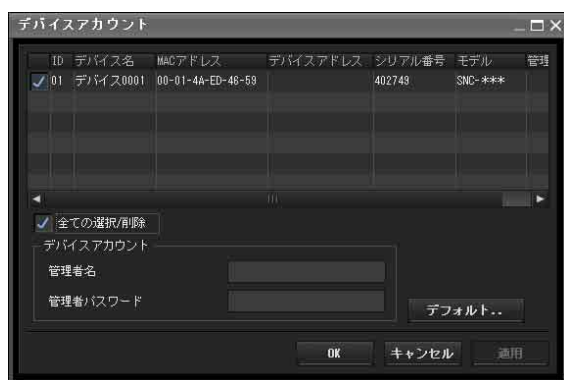 デバイスアカウント
ID デバイス名 MACアドレス デバイスアドレス シリアル番号 モデル 管理
01 デバイス0001 00-01-4A-ED-46-59 402749 SNC-***
全ての選択/削除
デバイスアカウント
管理者名
管理者パスワード
デフォルト..
OK キャンセル 適用